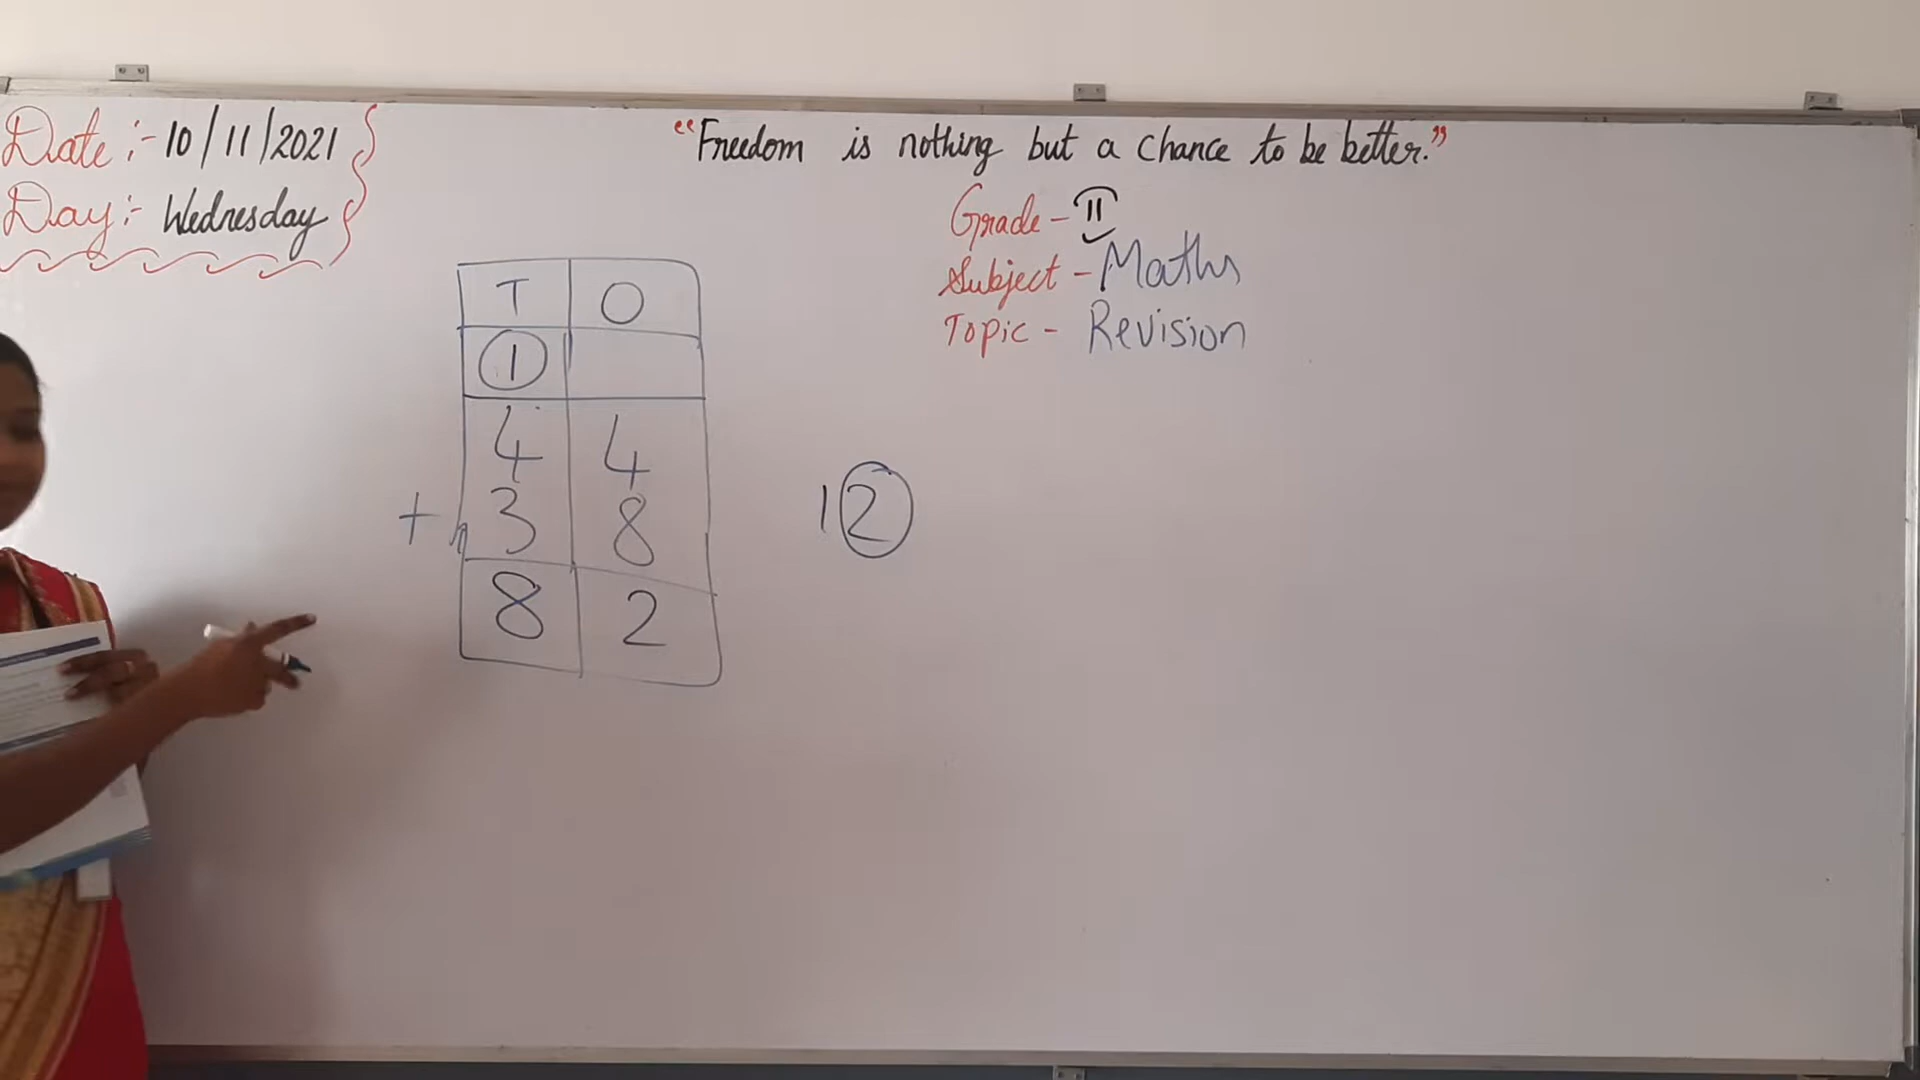 Date :- 10/11/2021
Day :- Wednesday
"Freedom is nothing but a chance to be better."
Grade - II
Subject - Maths
Topic - Revision
T O
1
4 4
+ 3 8
8 2
12